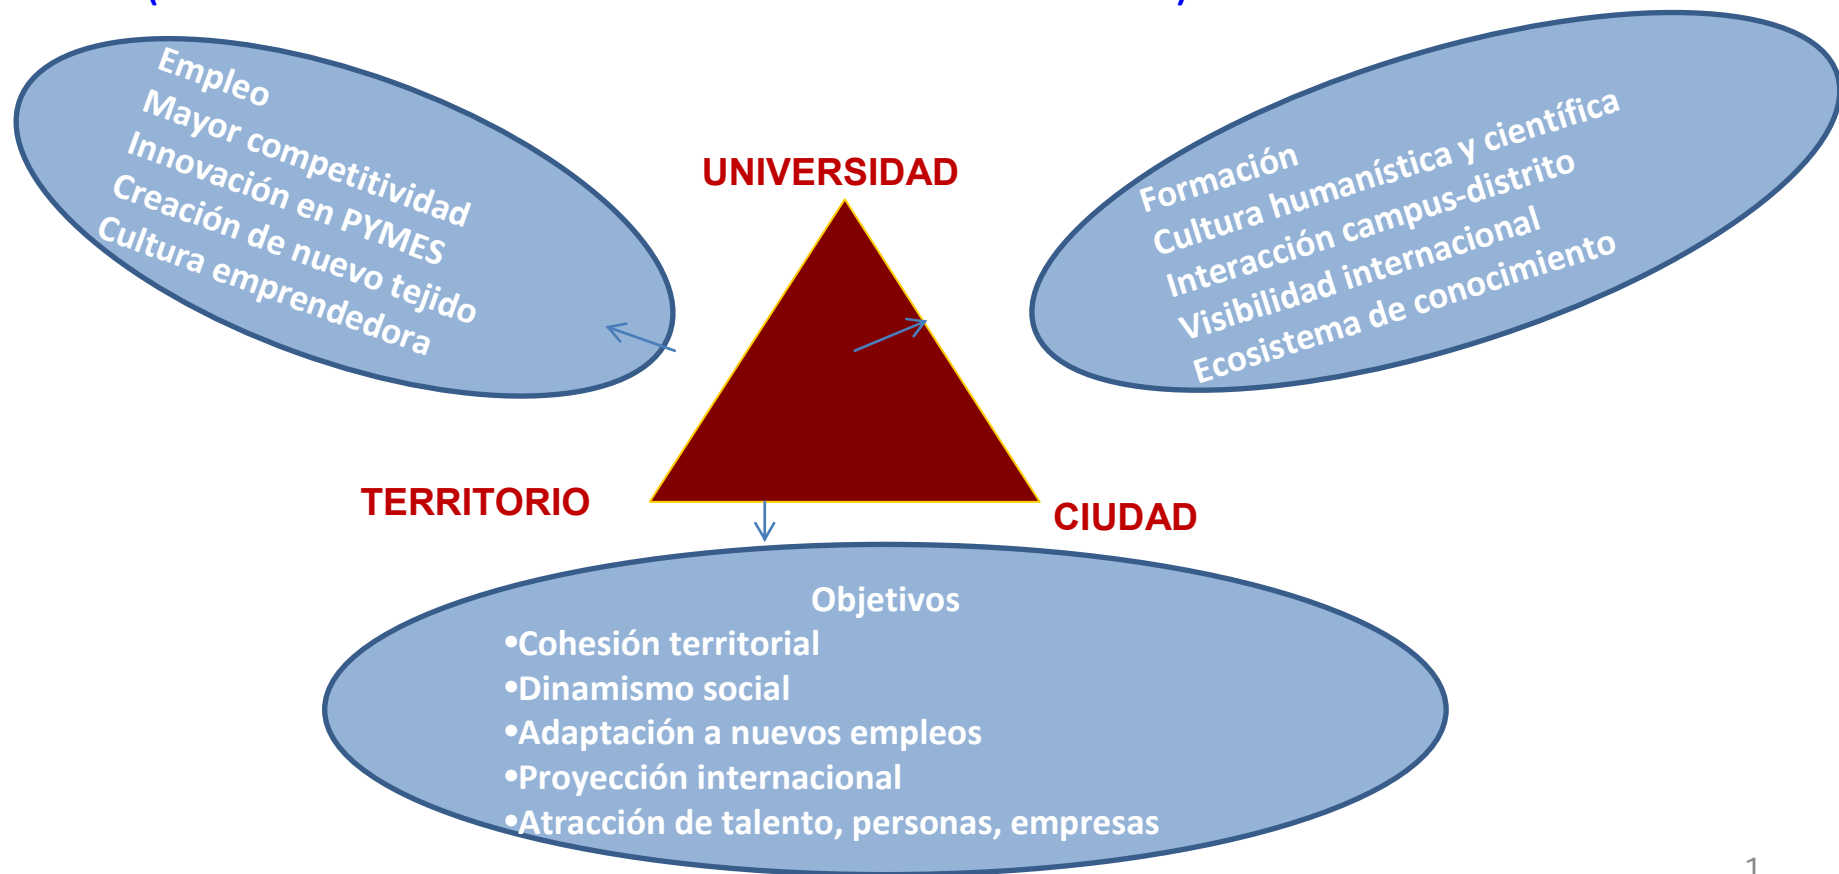 Empleo
Mayor competitividad
Innovación en PYMES
Creación de nuevo tejido
Cultura emprendedora
UNIVERSIDAD
Formación
Cultura humanística y científica
Interacción campus-distrito
Visibilidad internacional
Ecosistema de conocimiento
TERRITORIO
CIUDAD
Objetivos
•Cohesión territorial
•Dinamismo social
•Adaptación a nuevos empleos
•Proyección internacional
•Atracción de talento, personas, empresas
1